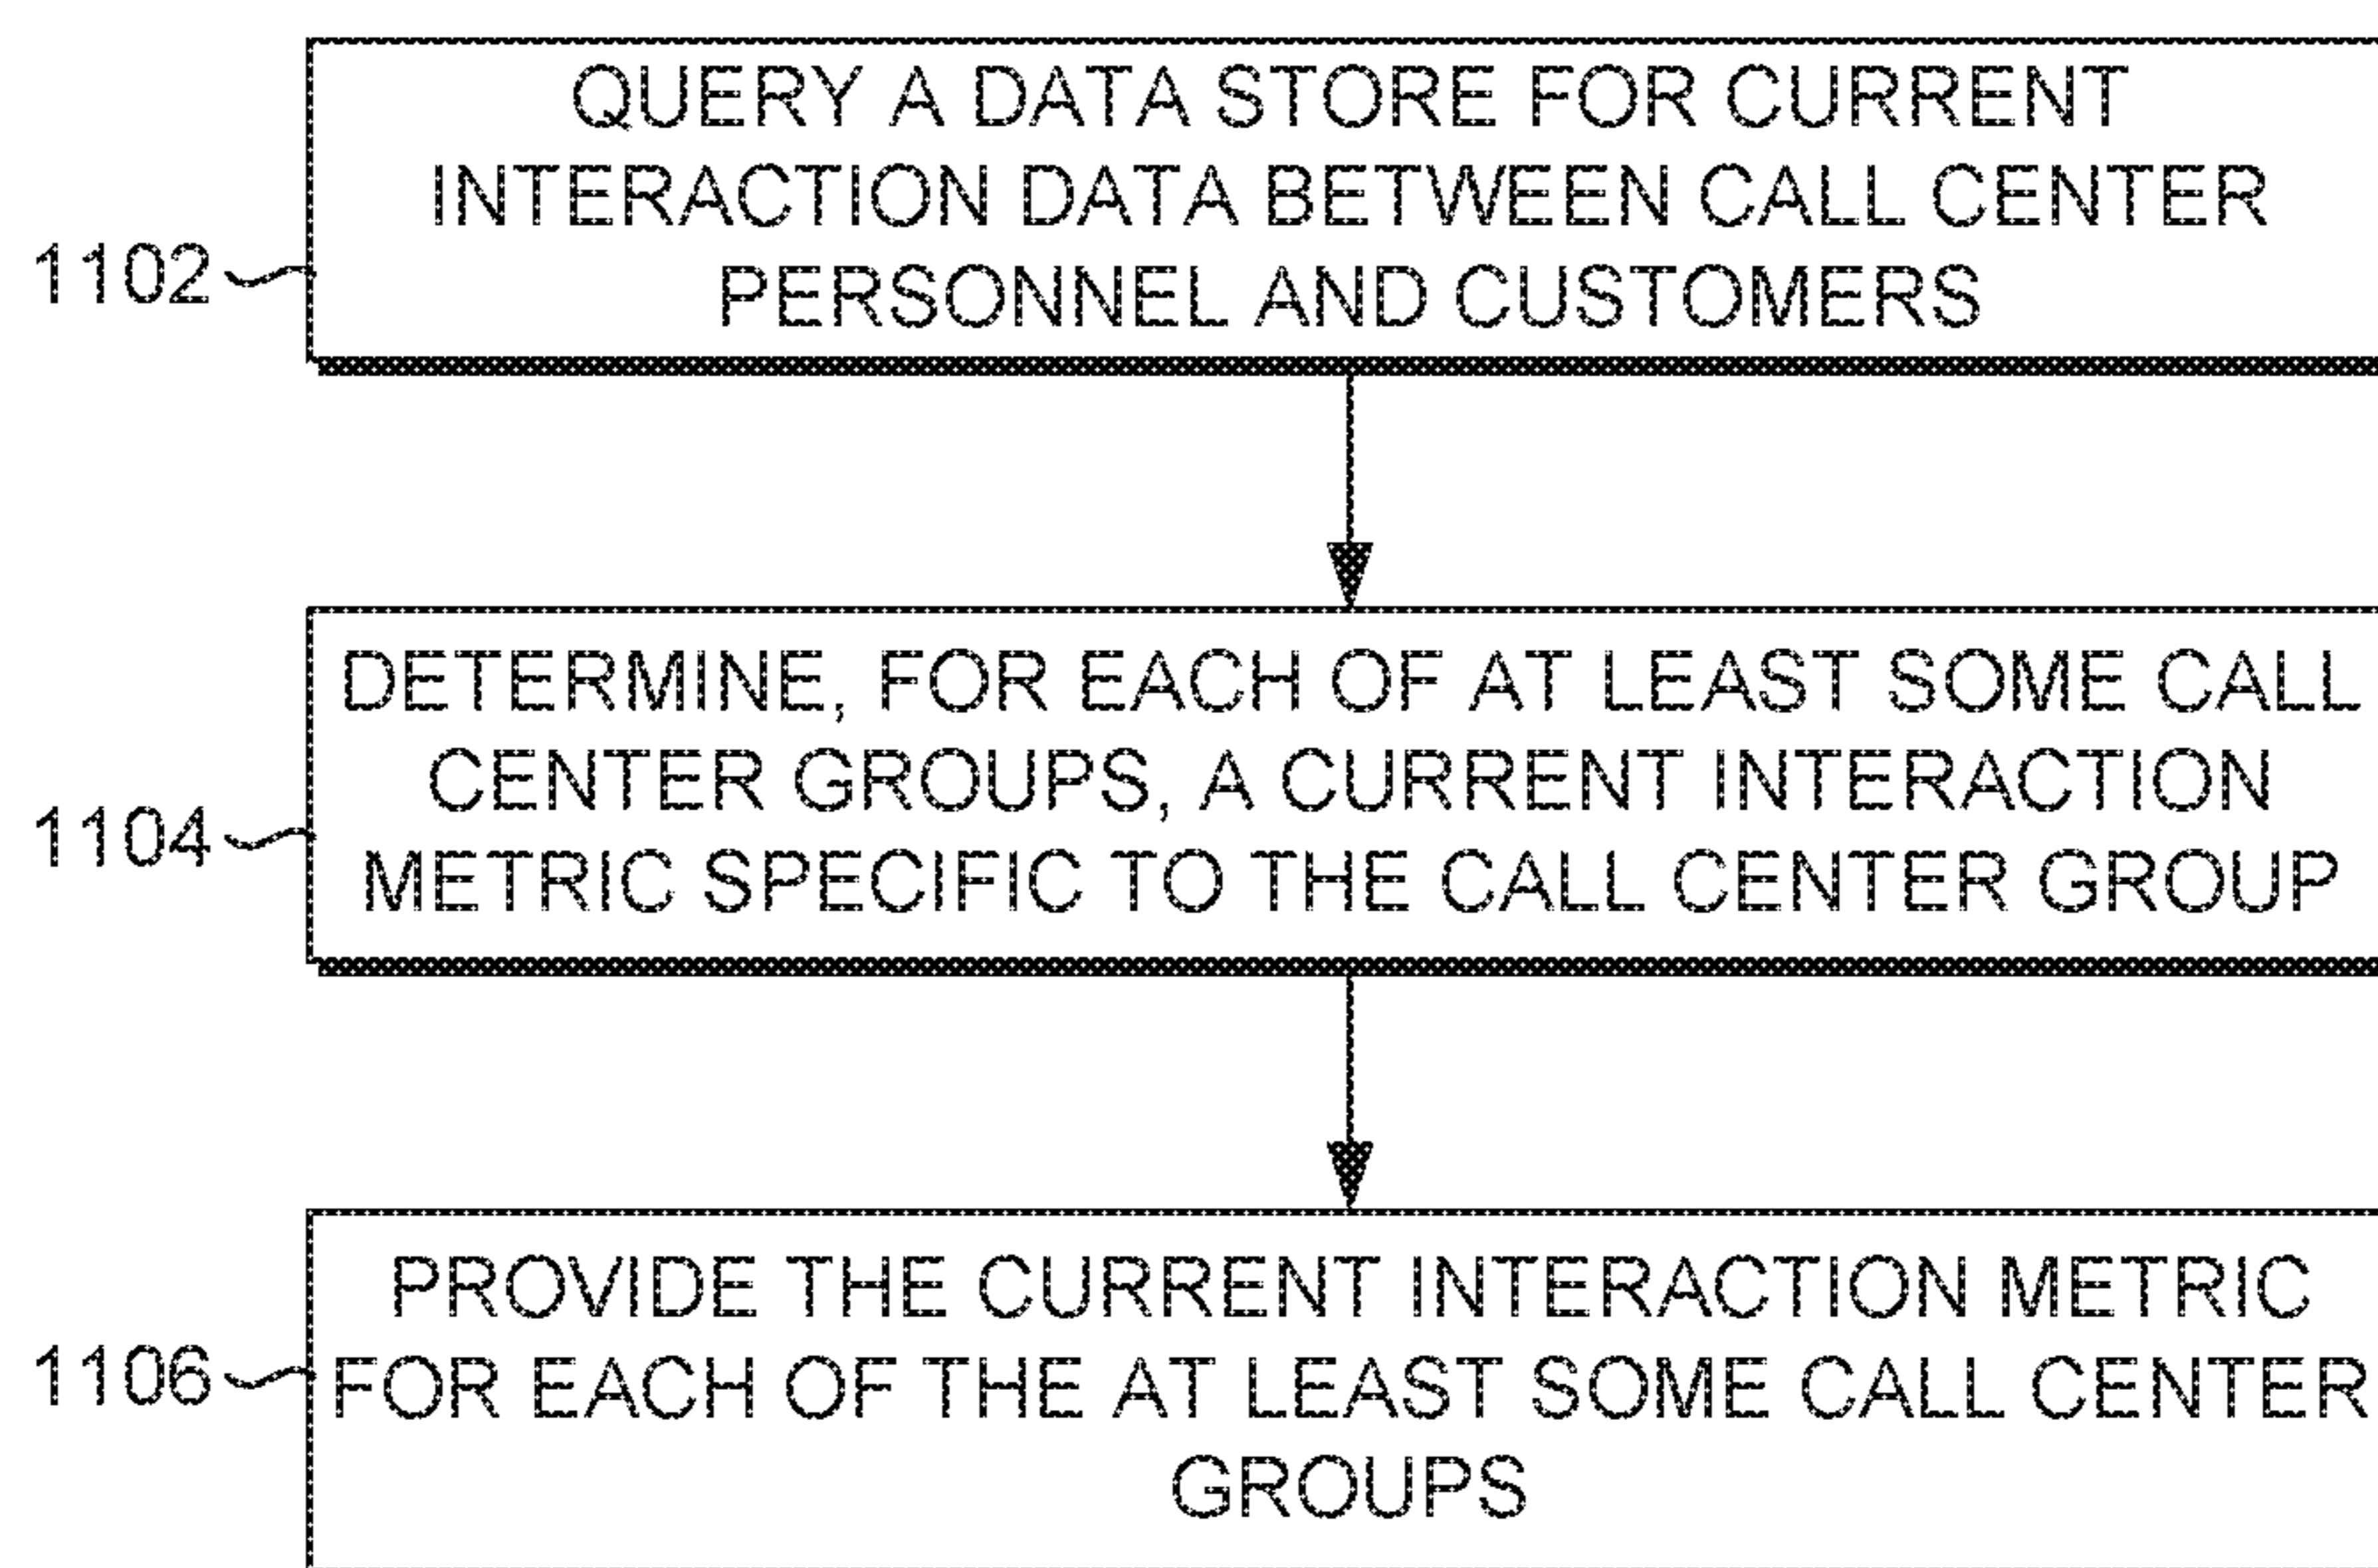 QUERY A DATA STORE FOR CURRENT
INTERACTION DATA BETWEEN CALL CENTER
1102
PERSONNEL AND CUSTOMERS
DETERMINE, FOR EACH OF AT LEAST SOME CALL
CENTER GROUPS, A CURRENT INTERACTION
1104
METRIC SPECIFIC TO THE CALL CENTER GROUP
PROVIDE THE CURRENT INTERACTION METRIC
1106
FOR EACH OF THE AT LEAST SOME CALL CENTER
GROUPS